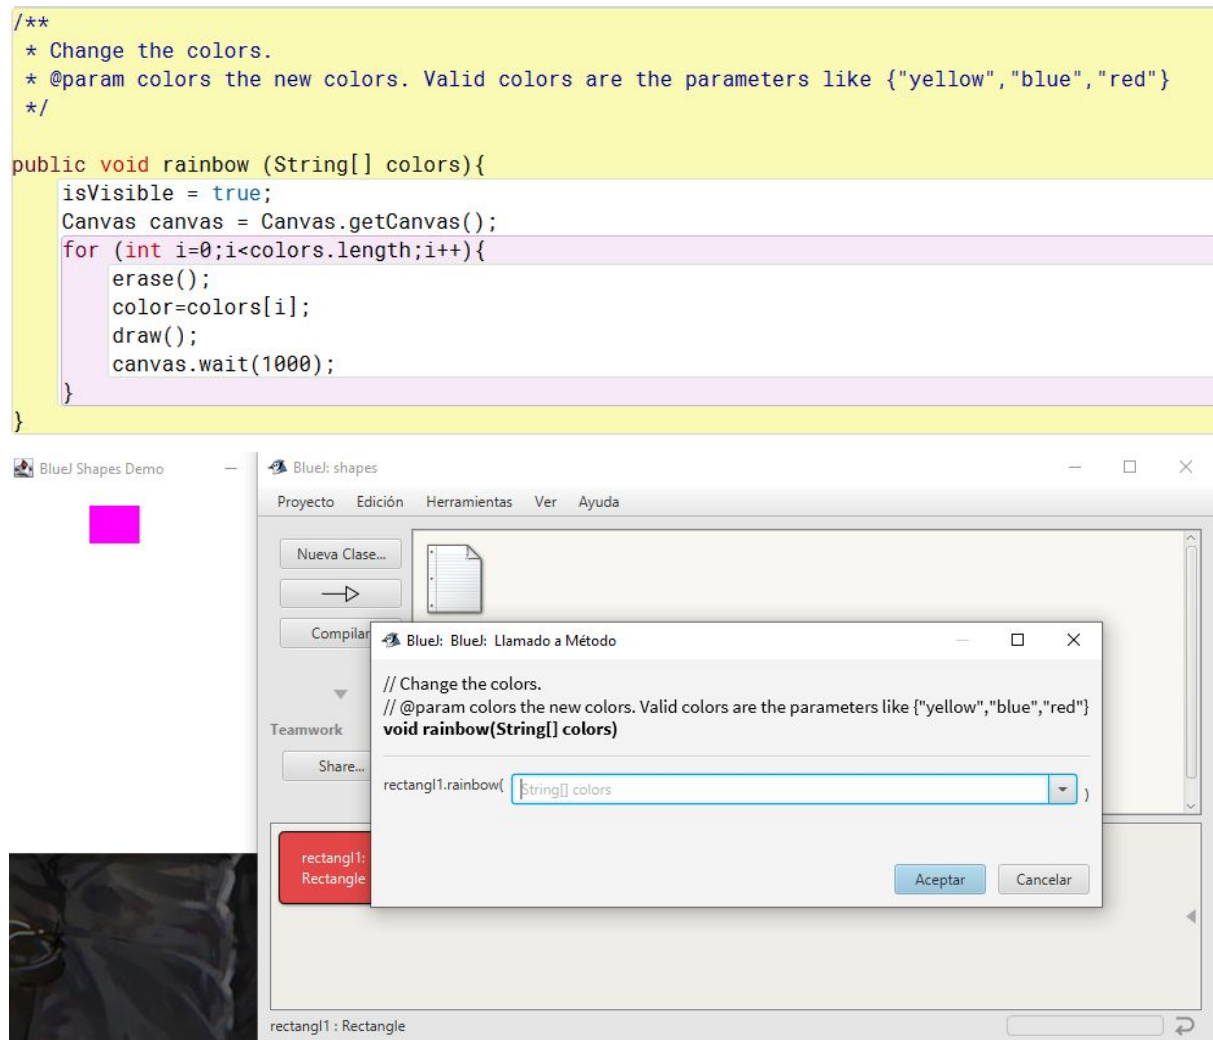 /**
* Change the colors.
* @param colors the new colors. Valid colors are the parameters like {"yellow","blue","red"}
*/
public void rainbow (String[] colors){
isVisible = true;
Canvas canvas = Canvas.getCanvas();
for (int i=0;i<colors.length;i++){
erase();
color=colors[i];
draw();
canvas.wait(1000);
}
}
BlueJ Shapes Demo
BlueJ: shapes
Proyecto Edición Herramientas Ver Ayuda
Nueva Clase...
Compilar
BlueJ: BlueJ: Llamado a Método
// Change the colors.
// @param colors the new colors. Valid colors are the parameters like {"yellow","blue","red"}
void rainbow(String[] colors)
Teamwork
Share...
rectangl1.rainbow( String[] colors )
rectangl1:
Rectangle
Aceptar Cancelar
rectangl1 : Rectangle